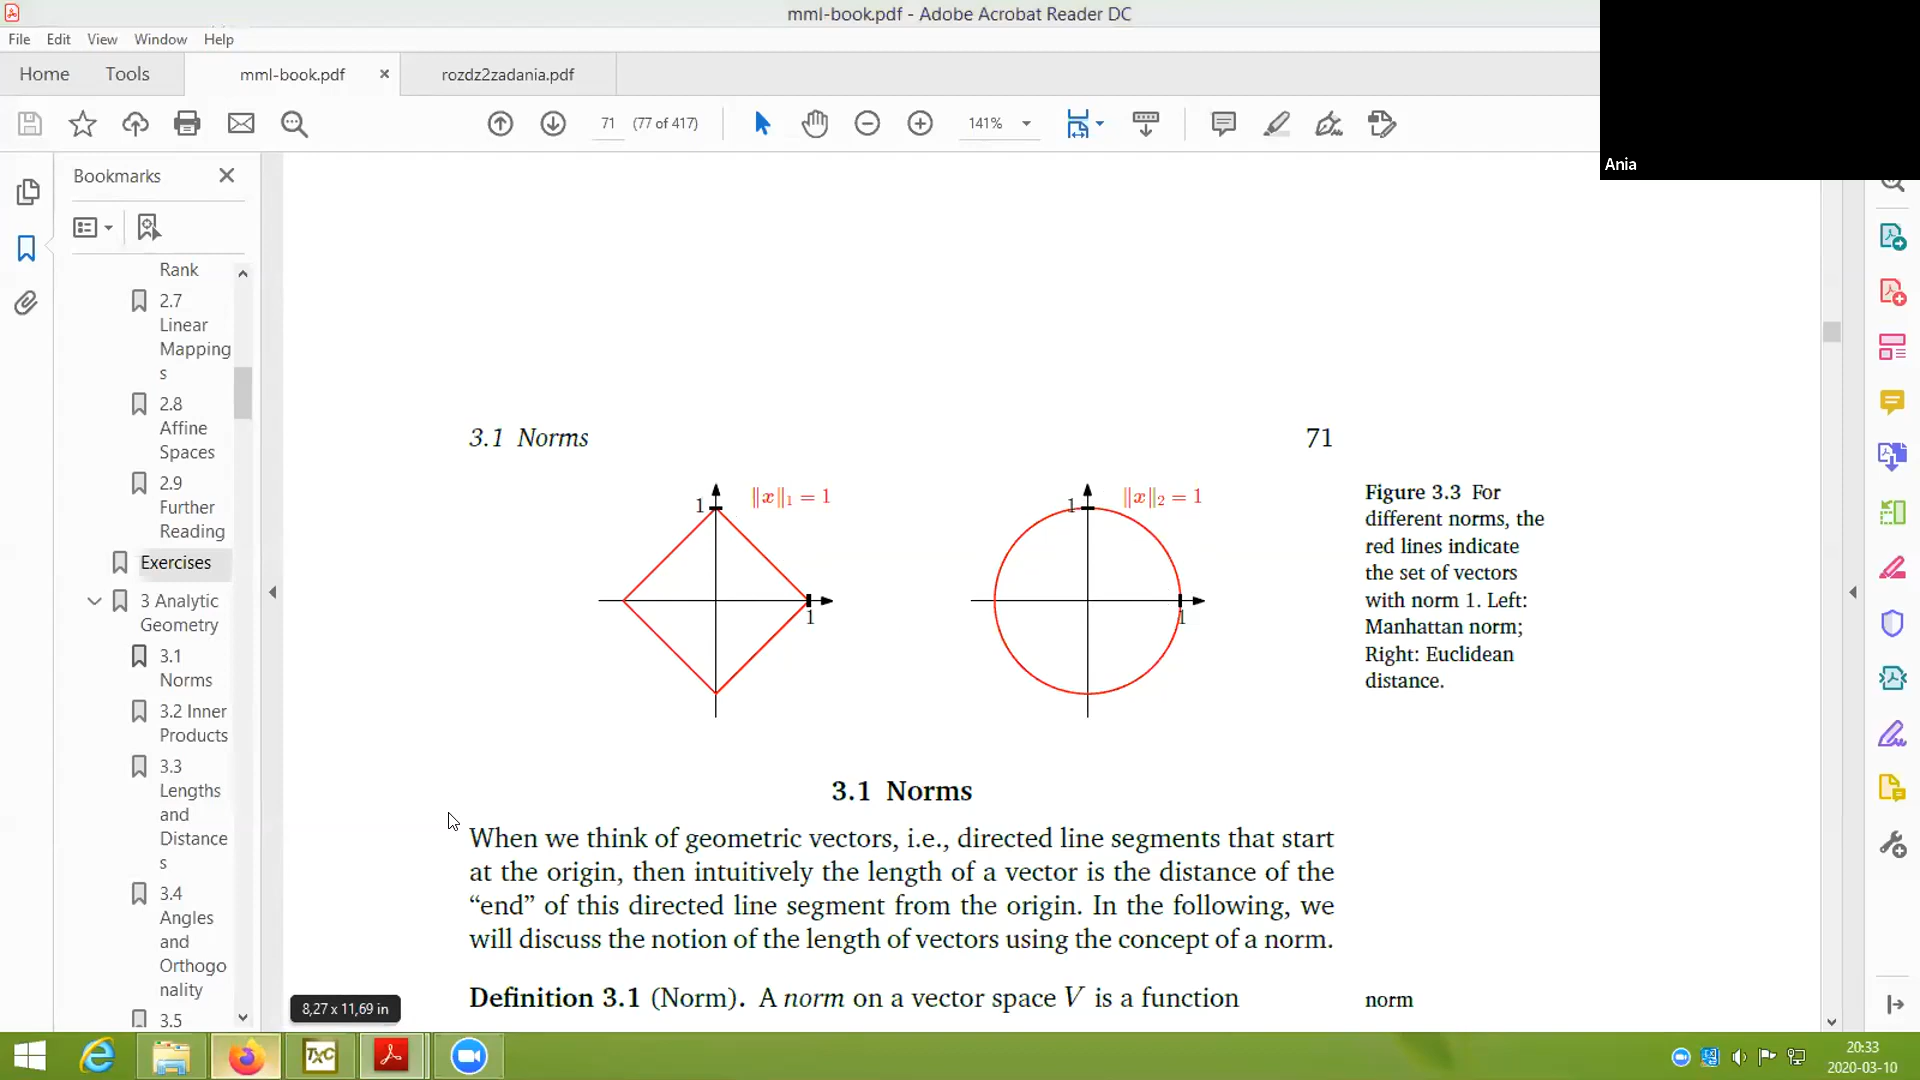 mml-book.pdf - Adobe Acrobat Reader DC
File Edit View Window Help
Home Tools mml-book.pdf rozdz2zadania.pdf
71 (77 of 417) 141%
Ania
Bookmarks
Rank
2.7
Linear
Mapping
s
2.8
Affine
Spaces
2.9
Further
Reading
Exercises
3 Analytic
Geometry
3.1
Norms
3.2 Inner
Products
3.3
Lengths
and
Distance
s
3.4
Angles
and
Orthogo
nality
3.5
3.1 Norms 71
1 ‖x‖₁ = 1
1
1 ‖x‖₂ = 1
1
Figure 3.3 For
different norms, the
red lines indicate
the set of vectors
with norm 1. Left:
Manhattan norm;
Right: Euclidean
distance.
3.1 Norms
When we think of geometric vectors, i.e., directed line segments that start
at the origin, then intuitively the length of a vector is the distance of the
“end” of this directed line segment from the origin. In the following, we
will discuss the notion of the length of vectors using the concept of a norm.
Definition 3.1 (Norm). A norm on a vector space V is a function
norm
8,27 x 11,69 in
TXC
20:33
2020-03-10